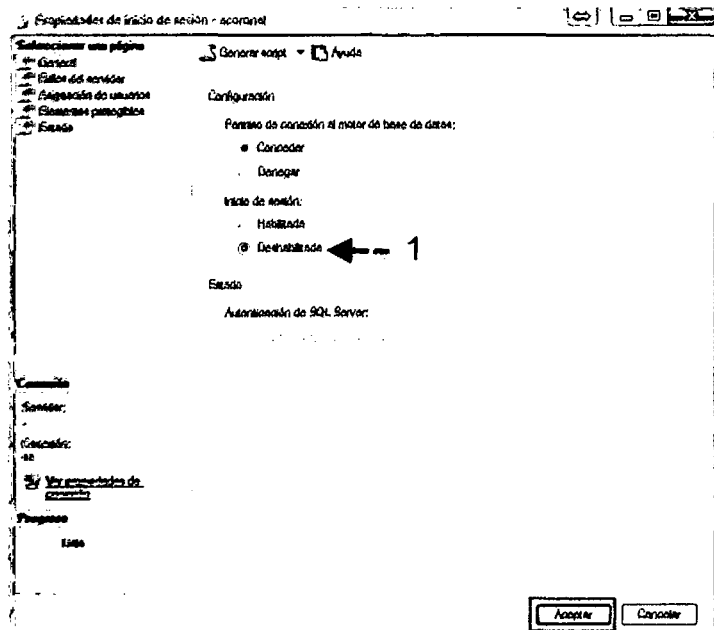 Propiedades de inicio de sesión - acoronel
Seleccionar una página
General
Roles del servidor
Asignación de usuarios
Elementos protegibles
Estado
Generar script Ayuda
Configuración
Permiso de conexión al motor de base de datos:
Conceder
Denegar
Inicio de sesión:
Habilitada
Deshabilitada 1
Estado
Autenticación de SQL Server:
Conexión
Servidor:
.
Conexión:
sa
Ver propiedades de
conexión
Progreso
Listo
Aceptar Cancelar